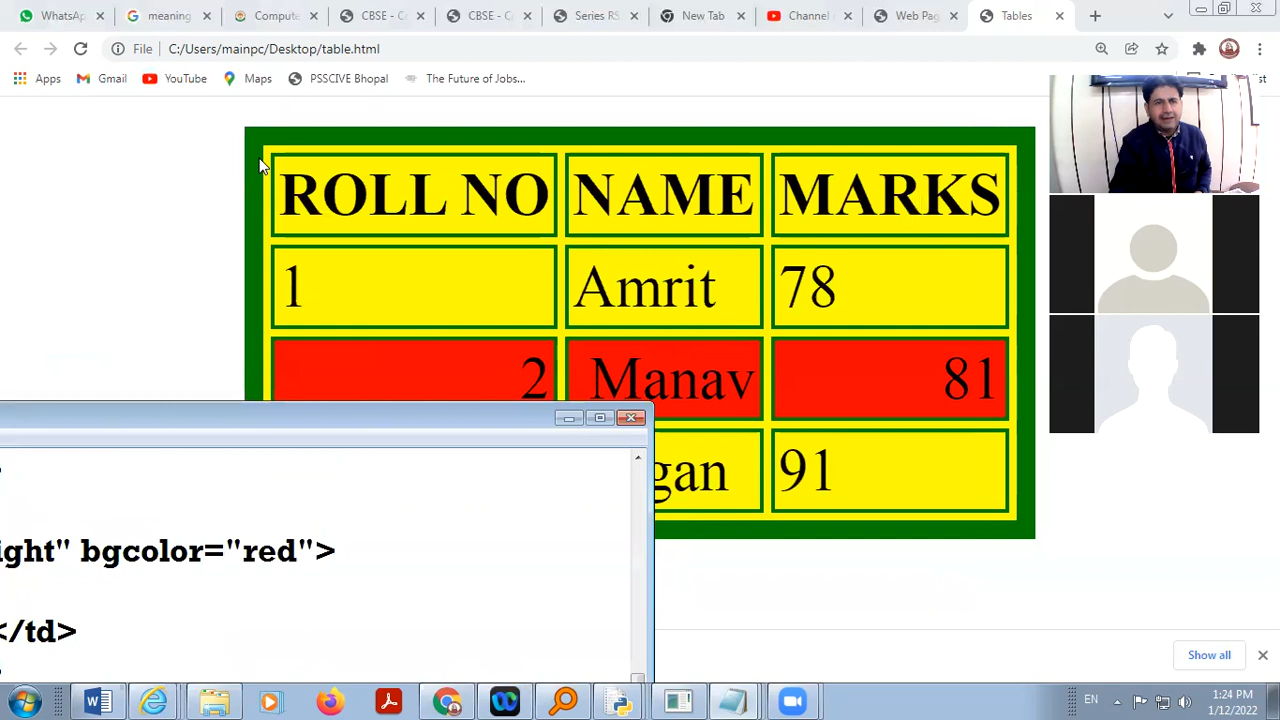 WhatsAp
meaning
Compute
CBSE - C
CBSE -
Series RS
New Tab
Channel
Web Pag
Tables
File
C:/Users/mainpc/Desktop/table.html
Apps
Gmail
YouTube
Maps
PSSCIVE Bhopal
The Future of Jobs...
ROLL NO NAME MARKS
1 Amrit 78
2 Manav 81
gan 91
ight" bgcolor="red">
</td>
Show all
EN
1:24 PM
1/12/2022